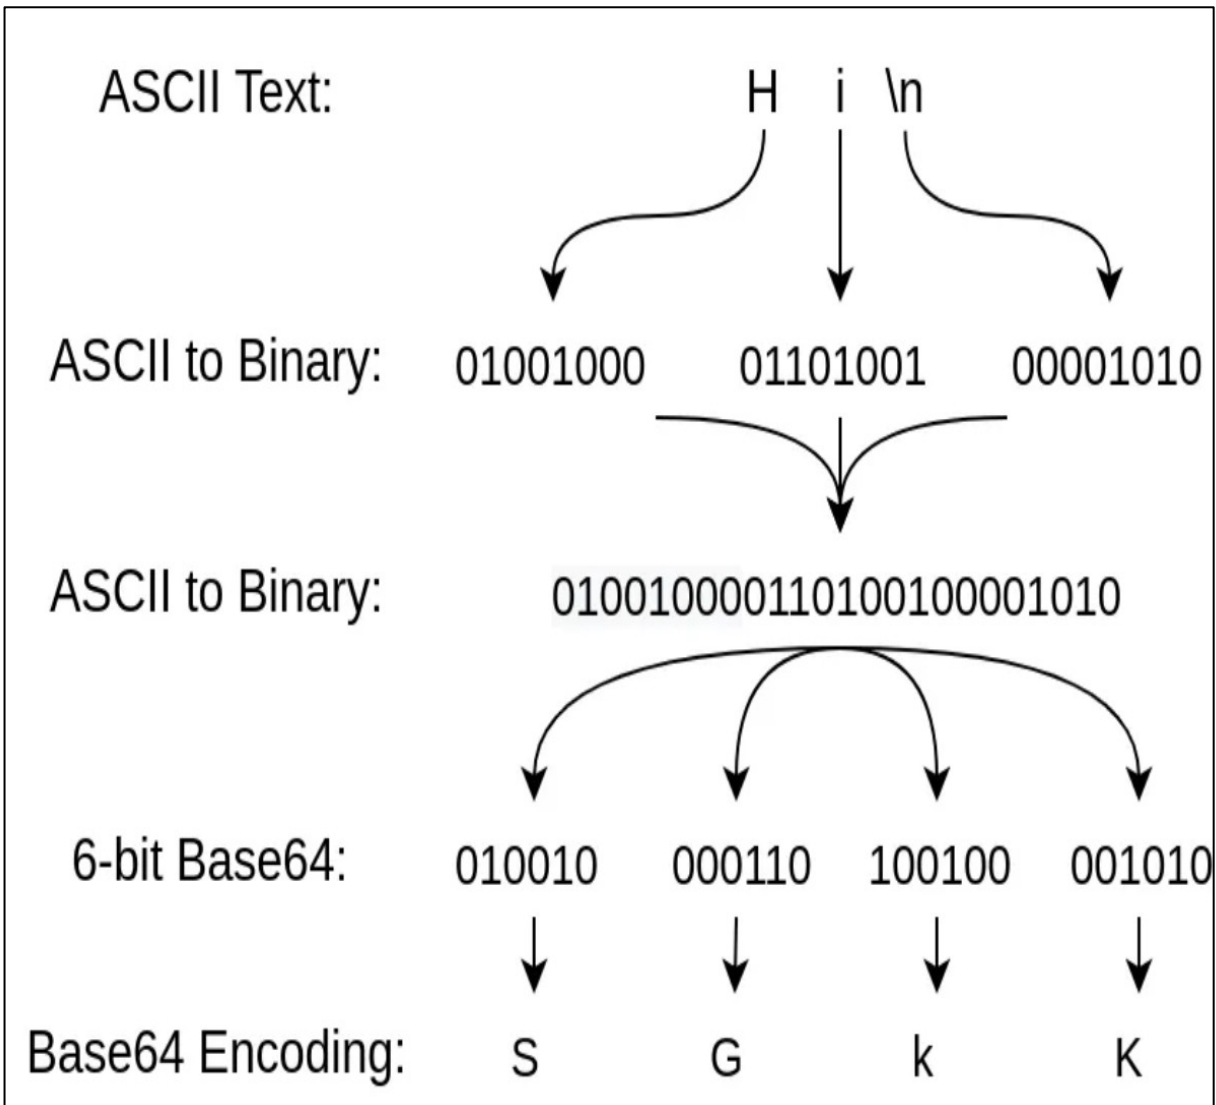 ASCII Text: H i \n
ASCII to Binary: 01001000 01101001 00001010
ASCII to Binary: 010010000110100100001010
6-bit Base64: 010010 000110 100100 001010
Base64 Encoding: S G k K